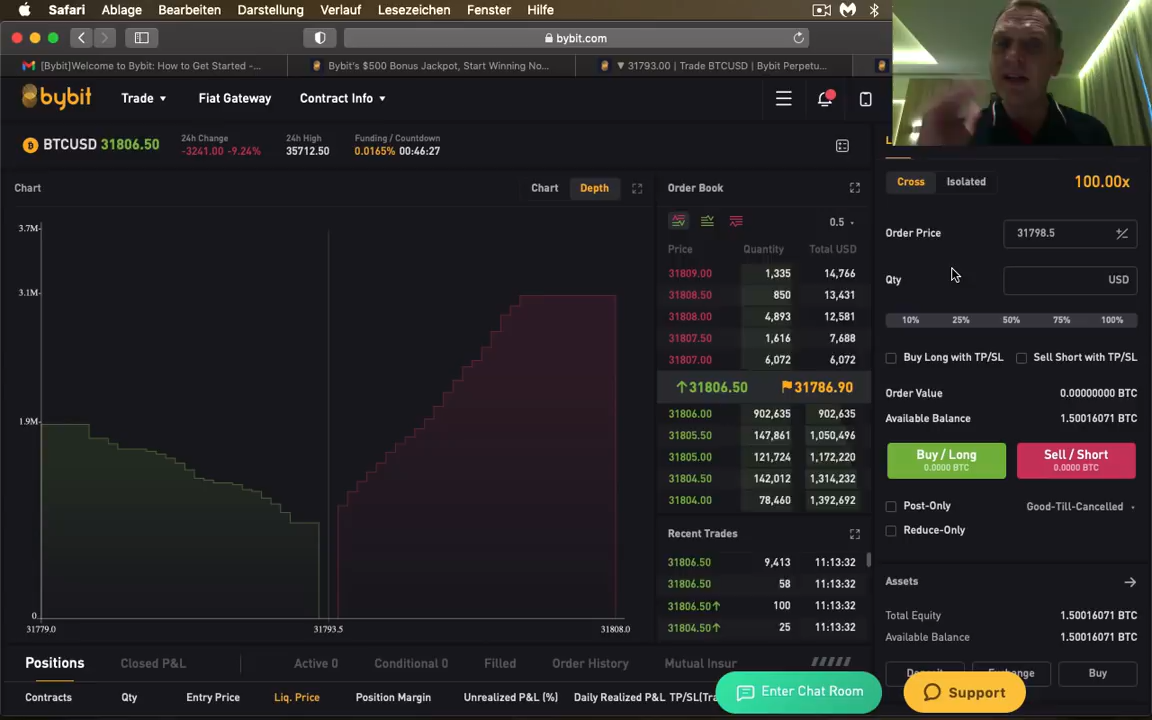 Safari Ablage Bearbeiten Darstellung Verlauf Lesezeichen Fenster Hilfe
bybit.com
[Bybit]Welcome to Bybit: How to Get Started -...
Bybit's $500 Bonus Jackpot, Start Winning No...
▼ 31793.00 | Trade BTCUSD | Bybit Perpetu...
bybit Trade Fiat Gateway Contract Info
BTCUSD 31806.50
24h Change
-3241.00 -9.24%
24h High
35712.50
Funding / Countdown
0.0165% 00:46:27
Chart
Chart Depth
3.7M
3.1M
1.9M
0
31779.0 31793.5 31808.0
Order Book
0.5
Price Quantity Total USD
31809.00 1,335 14,766
31808.50 850 13,431
31808.00 4,893 12,581
31807.50 1,616 7,688
31807.00 6,072 6,072
↑31806.50 31786.90
31806.00 902,635 902,635
31805.50 147,861 1,050,496
31805.00 121,724 1,172,220
31804.50 142,012 1,314,232
31804.00 78,460 1,392,692
Recent Trades
31806.50 9,413 11:13:32
31806.50 58 11:13:32
31806.50↑ 100 11:13:32
31804.50↑ 25 11:13:32
Cross Isolated 100.00x
Order Price 31798.5
Qty USD
10% 25% 50% 75% 100%
Buy Long with TP/SL Sell Short with TP/SL
Order Value 0.00000000 BTC
Available Balance 1.50016071 BTC
Buy / Long
0.0000 BTC
Sell / Short
0.0000 BTC
Post-Only Good-Till-Cancelled
Reduce-Only
Assets
Total Equity 1.50016071 BTC
Available Balance 1.50016071 BTC
Buy
Positions Closed P&L Active 0 Conditional 0 Filled Order History Mutual Insur
Contracts Qty Entry Price Liq. Price Position Margin Unrealized P&L (%) Daily Realized P&L TP/SL(Tra
Enter Chat Room
Support